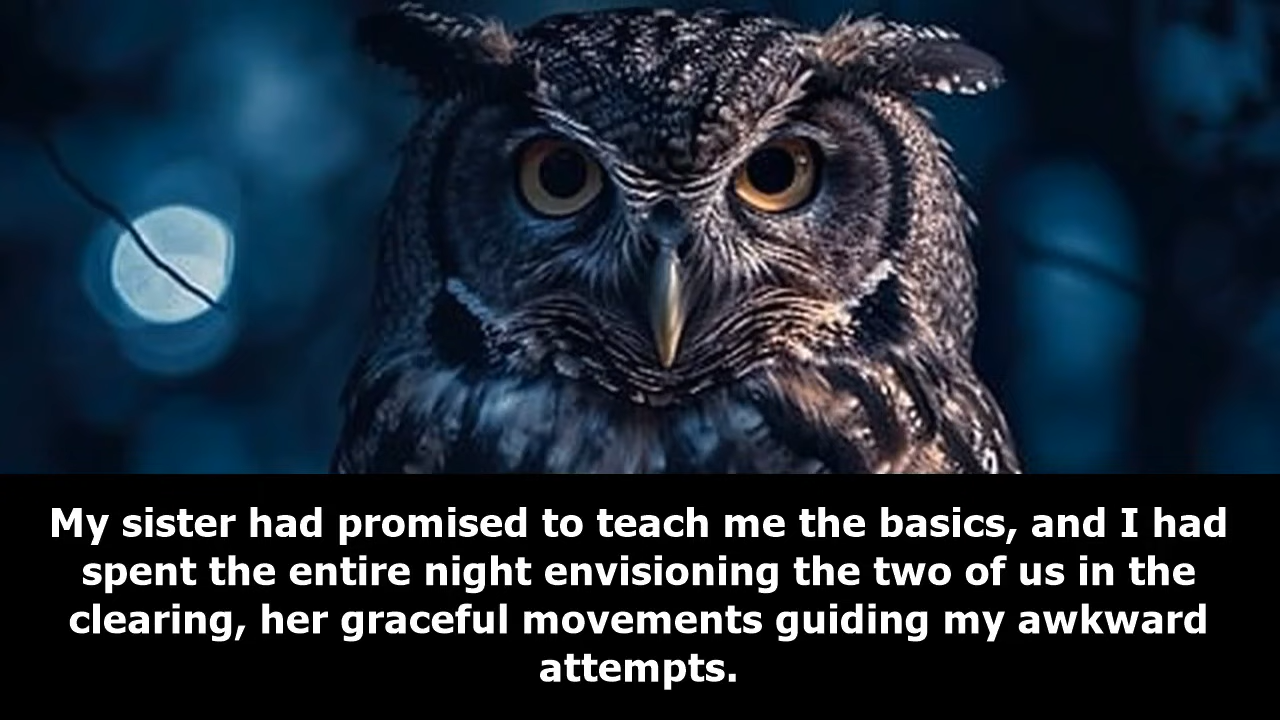 My sister had promised to teach me the basics, and I had
spent the entire night envisioning the two of us in the
clearing, her graceful movements guiding my awkward
attempts.